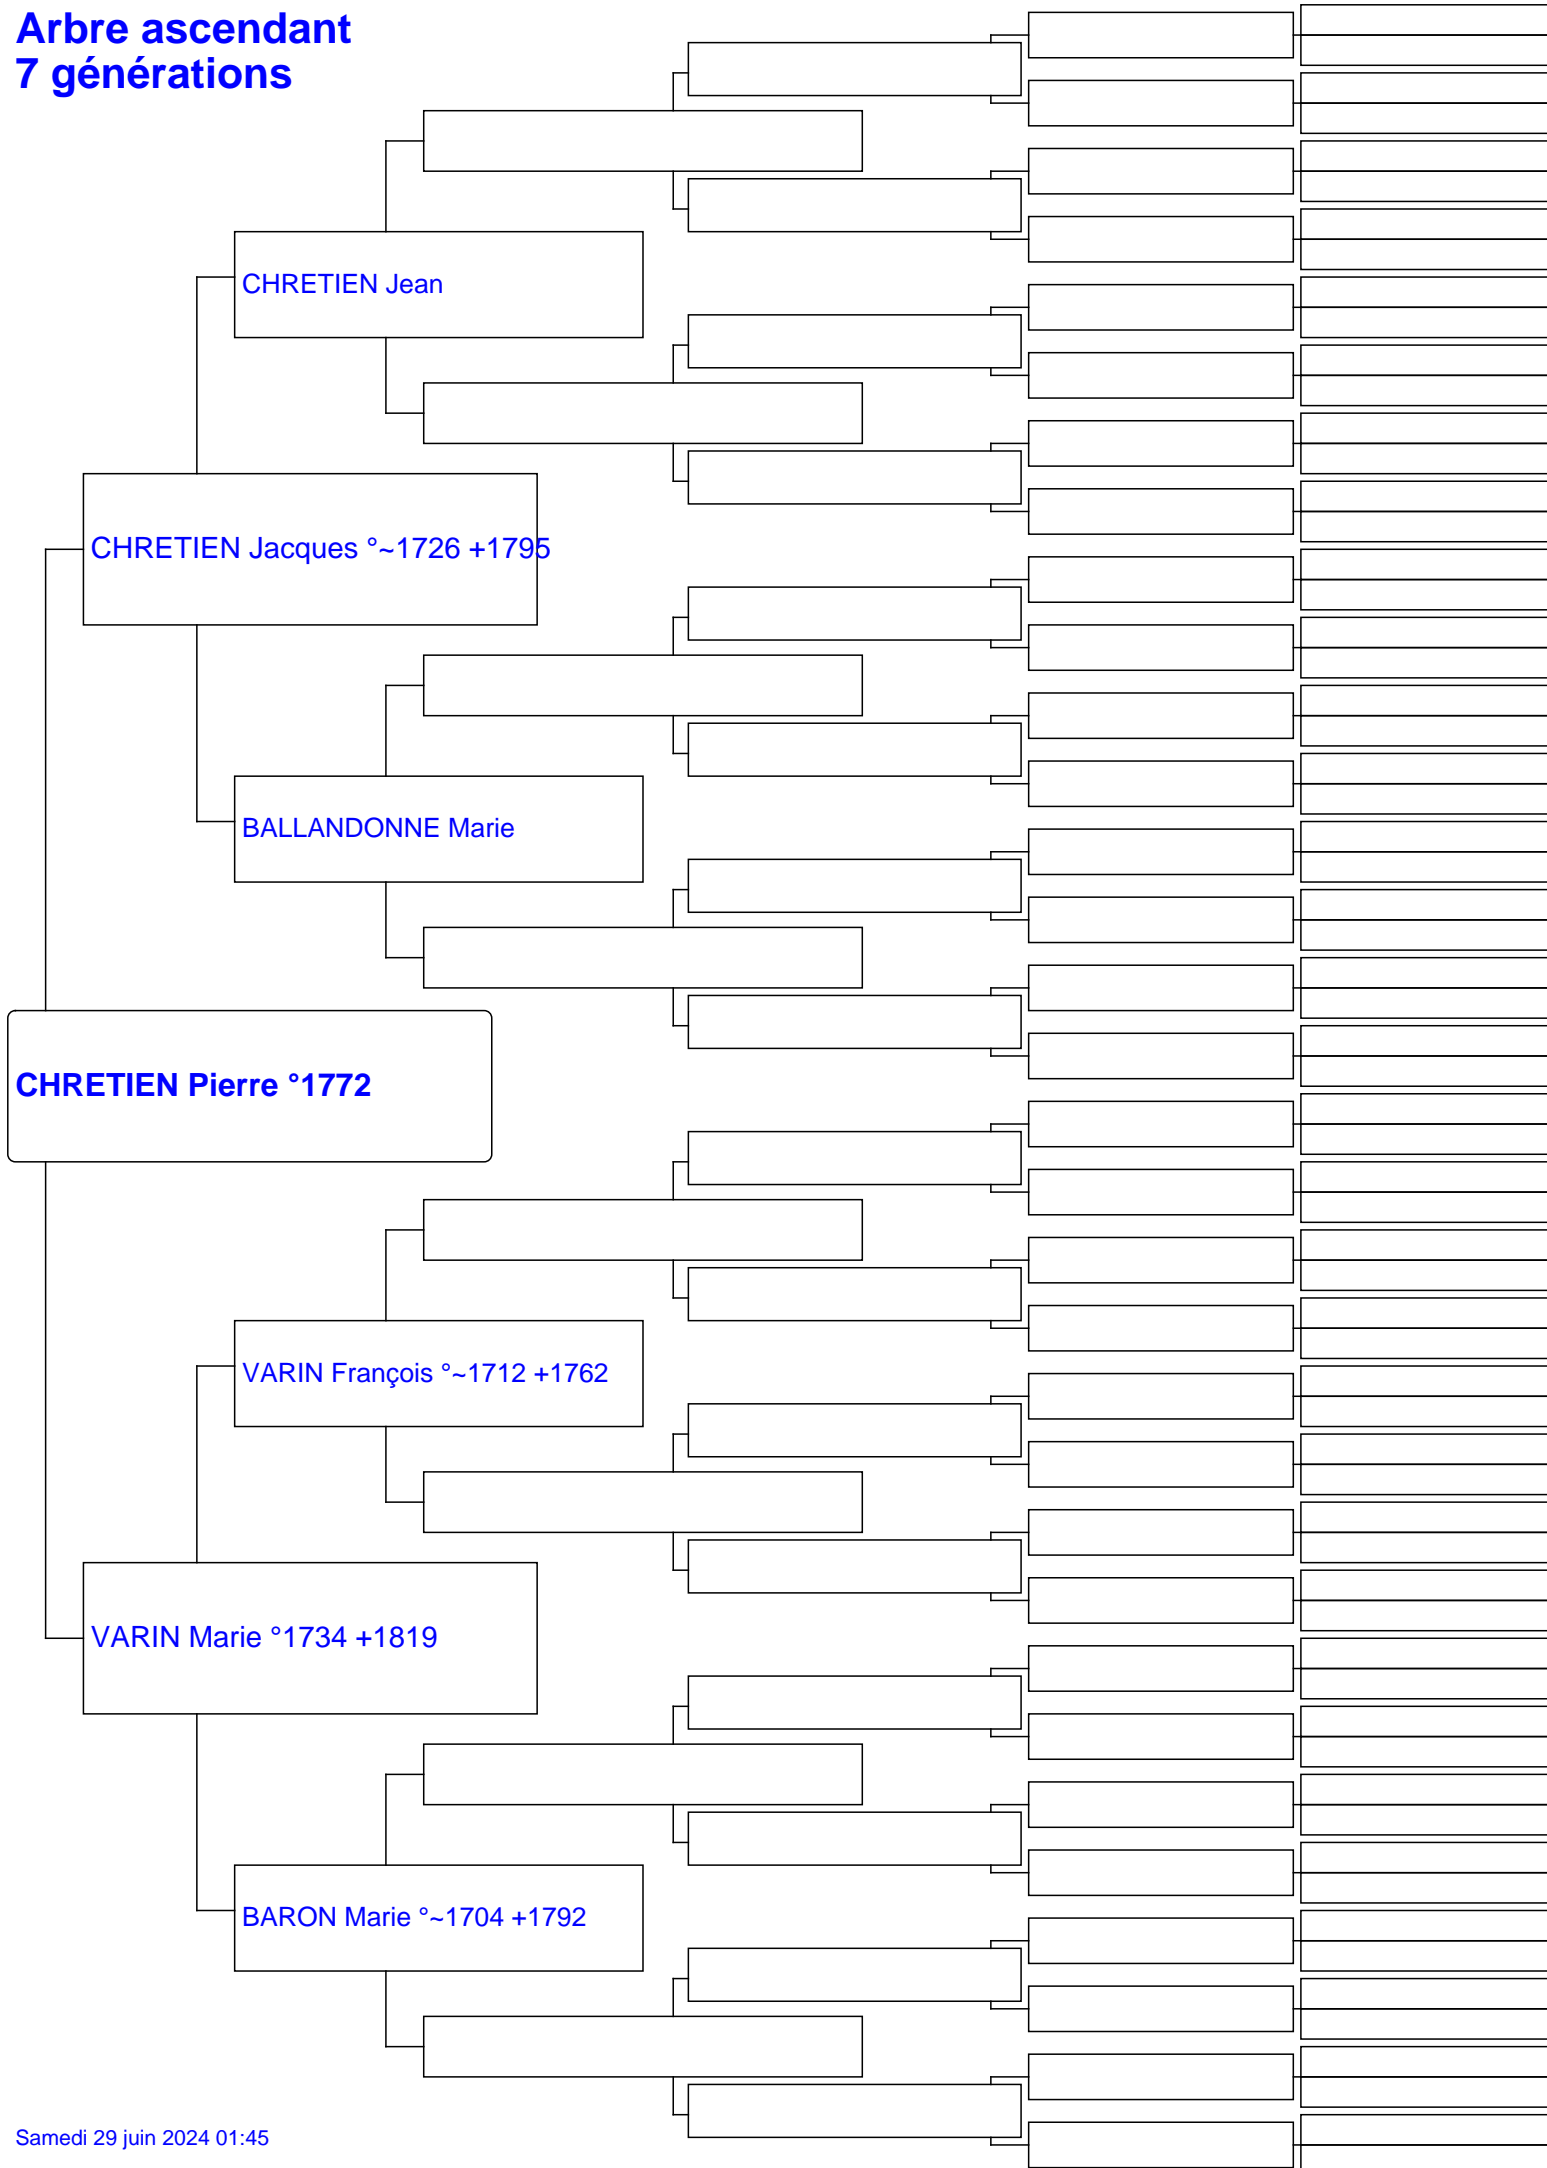 Arbre ascendant
7 générations
CHRETIEN Jean
CHRETIEN Jacques °~1726 +1795
BALLANDONNE Marie
CHRETIEN Pierre °1772
VARIN François °~1712 +1762
VARIN Marie °1734 +1819
BARON Marie °~1704 +1792
Samedi 29 juin 2024 01:45